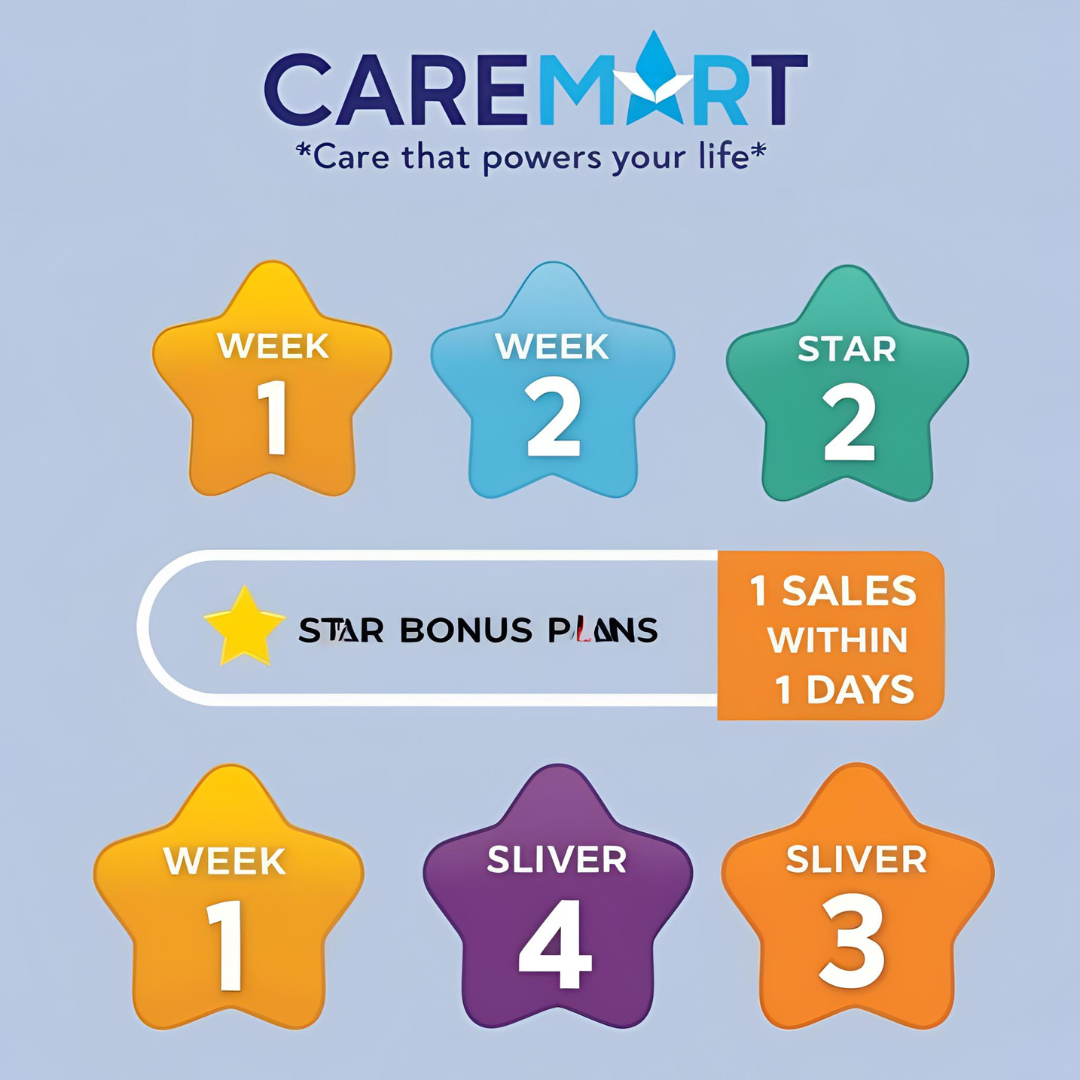 CAREMART
*Care that powers your life*
WEEK
1
WEEK
2
STAR
2
STAR BONUS PLANS
1 SALES
WITHIN
1 DAYS
WEEK
1
SLIVER
4
SLIVER
3